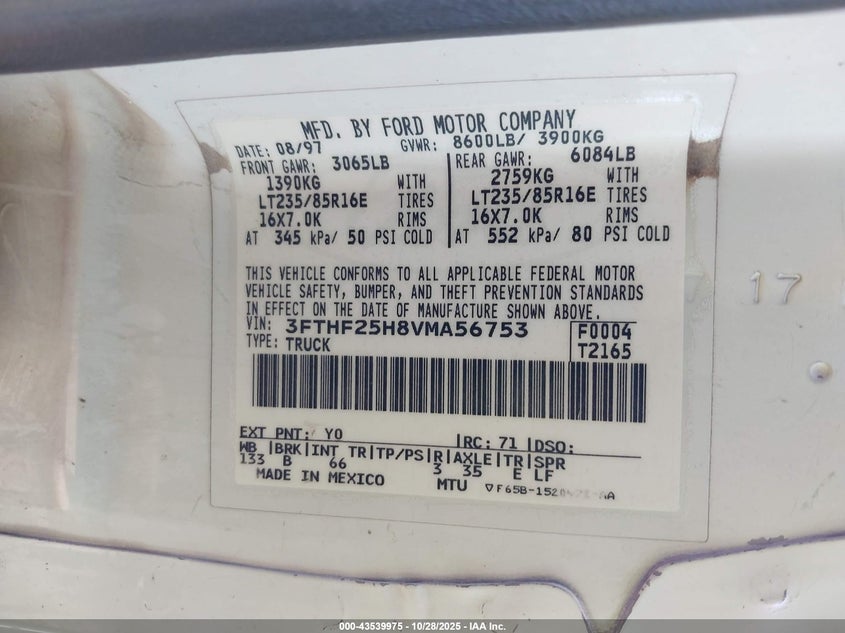 MFD. BY FORD MOTOR COMPANY
DATE: 08/97 GVWR: 8600LB/ 3900KG
FRONT GAWR: 3065LB REAR GAWR: 6084LB
1390KG WITH 2759KG WITH
LT235/85R16E TIRES LT235/85R16E TIRES
16X7.0K RIMS 16X7.0K RIMS
AT 345 kPa/ 50 PSI COLD AT 552 kPa/ 80 PSI COLD
THIS VEHICLE CONFORMS TO ALL APPLICABLE FEDERAL MOTOR
VEHICLE SAFETY, BUMPER, AND THEFT PREVENTION STANDARDS
IN EFFECT ON THE DATE OF MANUFACTURE SHOWN ABOVE.
VIN: 3FTHF25H8VMA56753 F0004
TYPE: TRUCK T2165
EXT PNT: Y0 RC: 71 DSO:
WB BRK INT TR TP/PS R AXLE TR SPR
133 B 66 3 35 E LF
MADE IN MEXICO MTU
17
000-43539975 - 10/28/2025 - IAA Inc.